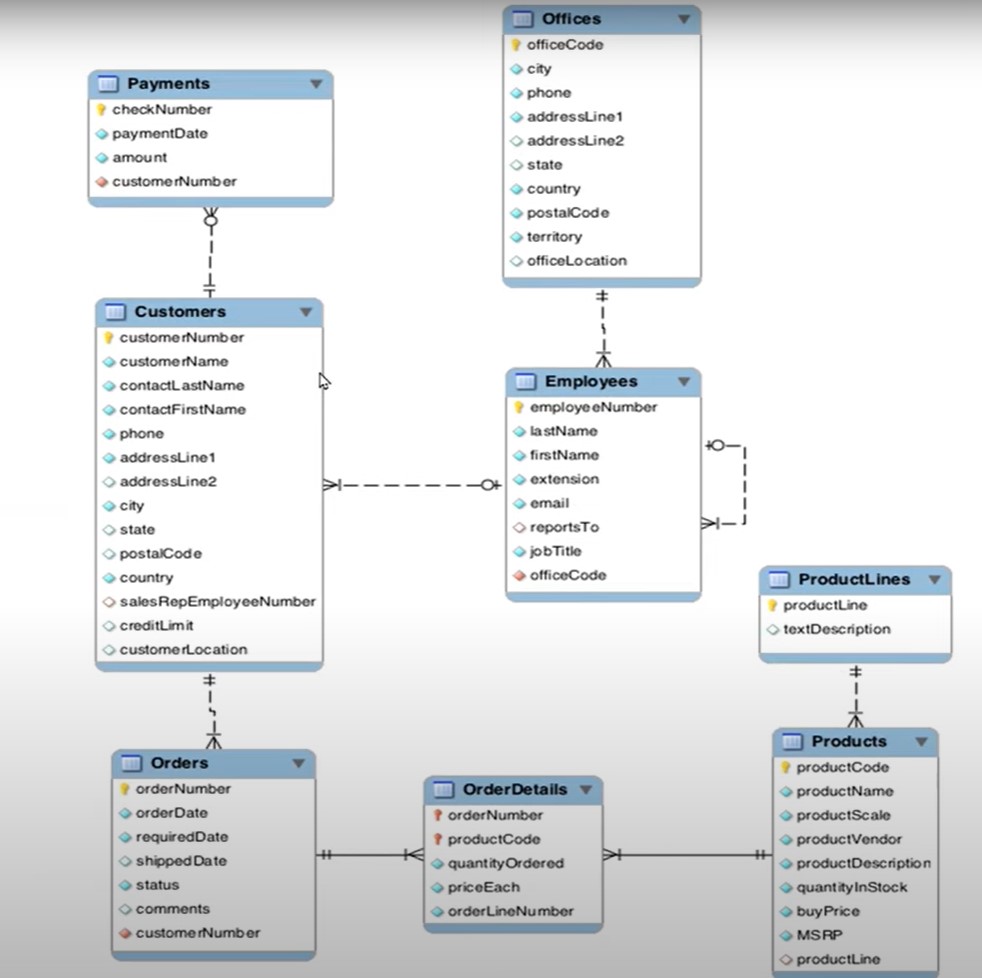 Offices
officeCode
city
phone
addressLine1
addressLine2
state
country
postalCode
territory
officeLocation
Payments
checkNumber
paymentDate
amount
customerNumber
Customers
customerNumber
customerName
contactLastName
contactFirstName
phone
addressLine1
addressLine2
city
state
postalCode
country
salesRepEmployeeNumber
creditLimit
customerLocation
Employees
employeeNumber
lastName
firstName
extension
email
reportsTo
jobTitle
officeCode
ProductLines
productLine
textDescription
Orders
orderNumber
orderDate
requiredDate
shippedDate
status
comments
customerNumber
OrderDetails
orderNumber
productCode
quantityOrdered
priceEach
orderLineNumber
Products
productCode
productName
productScale
productVendor
productDescription
quantityInStock
buyPrice
MSRP
productLine